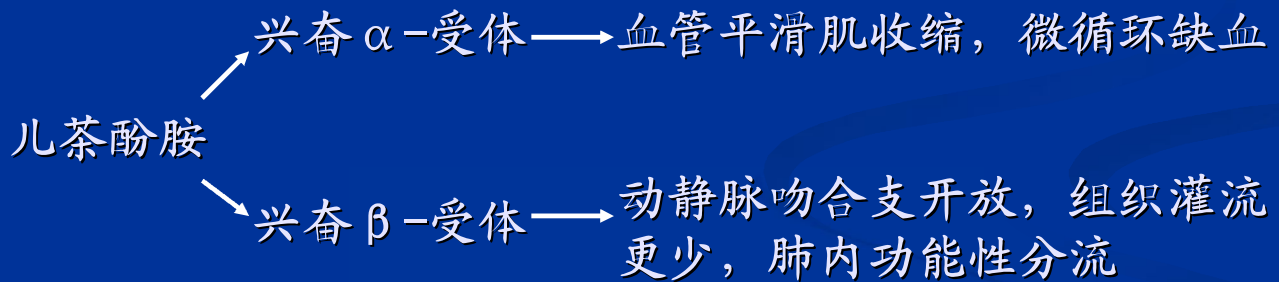 兴奋α-受体 血管平滑肌收缩，微循环缺血
儿茶酚胺
兴奋β-受体 动静脉吻合支开放，组织灌流
更少，肺内功能性分流